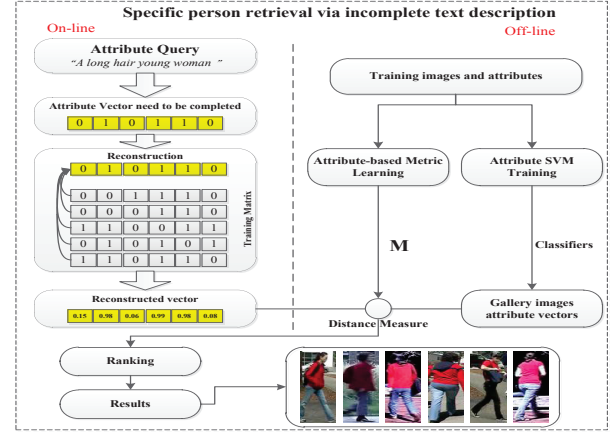 Specific person retrieval via incomplete text description
On-line
Off-line
Attribute Query
“A long hair young woman ”
Attribute Vector need to be completed
0 1 0 1 1 0
Reconstruction
0 1 0 1 1 0
0 0 1 1 1 0
0 0 0 1 1 0
1 1 0 0 1 1
0 1 0 1 0 1
1 1 0 1 1 0
Training Matrix
Reconstructed vector
0.15 0.98 0.06 0.99 0.98 0.08
Ranking
Results
Training images and attributes
Attribute-based Metric
Learning
Attribute SVM
Training
M
Classifiers
Gallery images
attribute vectors
Distance Measure